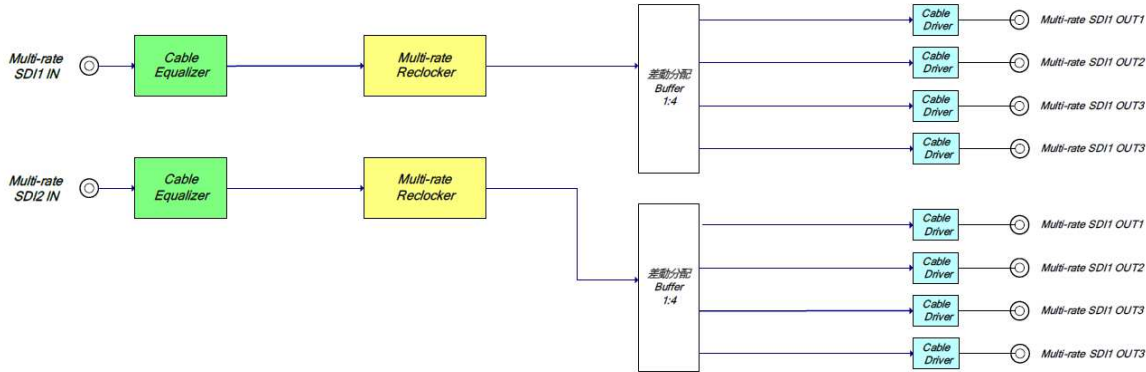 Multi-rate
SDI1 IN
Cable
Equalizer
Multi-rate
Reclocker
差動分配
Buffer
1:4
Cable
Driver
Multi-rate SDI1 OUT1
Cable
Driver
Multi-rate SDI1 OUT2
Cable
Driver
Multi-rate SDI1 OUT3
Cable
Driver
Multi-rate SDI1 OUT3
Multi-rate
SDI2 IN
Cable
Equalizer
Multi-rate
Reclocker
差動分配
Buffer
1:4
Cable
Driver
Multi-rate SDI1 OUT1
Cable
Driver
Multi-rate SDI1 OUT2
Cable
Driver
Multi-rate SDI1 OUT3
Cable
Driver
Multi-rate SDI1 OUT3